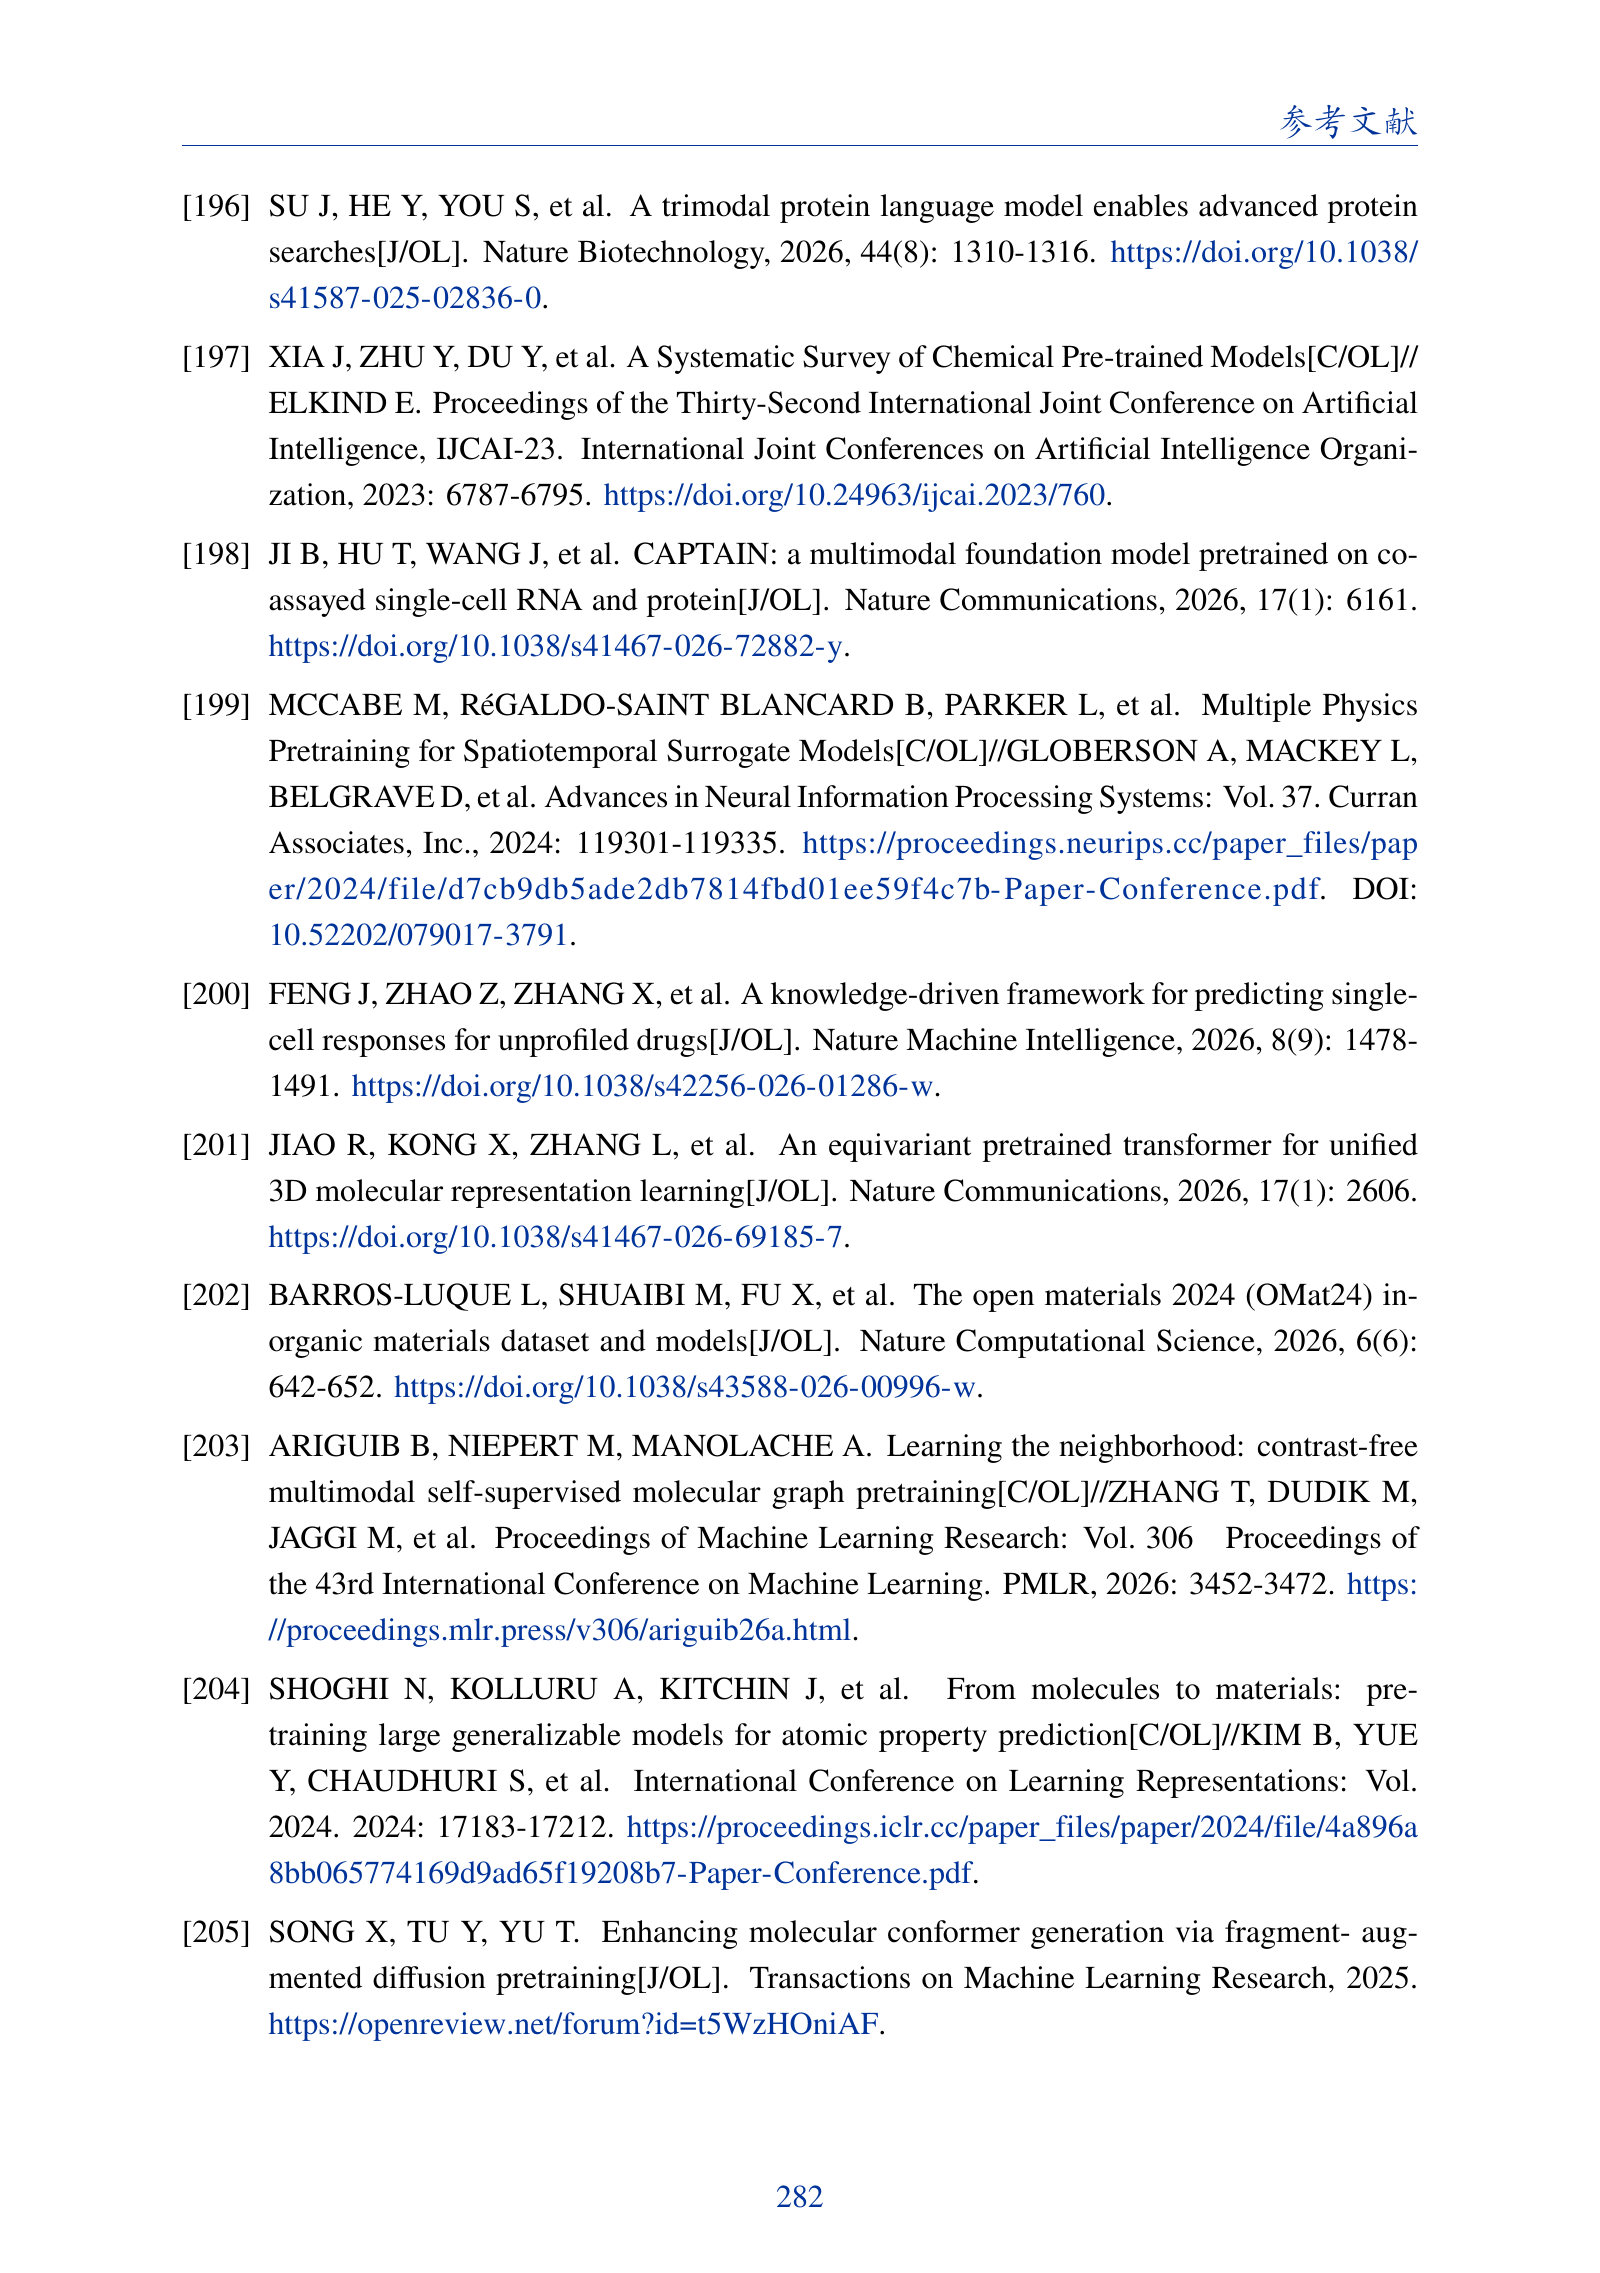 参考文献
[196] SU J, HE Y, YOU S, et al. A trimodal protein language model enables advanced protein
searches[J/OL]. Nature Biotechnology, 2026, 44(8): 1310-1316. https://doi.org/10.1038/
s41587-025-02836-0.
[197] XIA J, ZHU Y, DU Y, et al. A Systematic Survey of Chemical Pre-trained Models[C/OL]//
ELKIND E. Proceedings of the Thirty-Second International Joint Conference on Artificial
Intelligence, IJCAI-23. International Joint Conferences on Artificial Intelligence Organi-
zation, 2023: 6787-6795. https://doi.org/10.24963/ijcai.2023/760.
[198] JI B, HU T, WANG J, et al. CAPTAIN: a multimodal foundation model pretrained on co-
assayed single-cell RNA and protein[J/OL]. Nature Communications, 2026, 17(1): 6161.
https://doi.org/10.1038/s41467-026-72882-y.
[199] MCCABE M, RéGALDO-SAINT BLANCARD B, PARKER L, et al. Multiple Physics
Pretraining for Spatiotemporal Surrogate Models[C/OL]//GLOBERSON A, MACKEY L,
BELGRAVE D, et al. Advances in Neural Information Processing Systems: Vol. 37. Curran
Associates, Inc., 2024: 119301-119335. https://proceedings.neurips.cc/paper_files/pap
er/2024/file/d7cb9db5ade2db7814fbd01ee59f4c7b-Paper-Conference.pdf. DOI:
10.52202/079017-3791.
[200] FENG J, ZHAO Z, ZHANG X, et al. A knowledge-driven framework for predicting single-
cell responses for unprofiled drugs[J/OL]. Nature Machine Intelligence, 2026, 8(9): 1478-
1491. https://doi.org/10.1038/s42256-026-01286-w.
[201] JIAO R, KONG X, ZHANG L, et al. An equivariant pretrained transformer for unified
3D molecular representation learning[J/OL]. Nature Communications, 2026, 17(1): 2606.
https://doi.org/10.1038/s41467-026-69185-7.
[202] BARROS-LUQUE L, SHUAIBI M, FU X, et al. The open materials 2024 (OMat24) in-
organic materials dataset and models[J/OL]. Nature Computational Science, 2026, 6(6):
642-652. https://doi.org/10.1038/s43588-026-00996-w.
[203] ARIGUIB B, NIEPERT M, MANOLACHE A. Learning the neighborhood: contrast-free
multimodal self-supervised molecular graph pretraining[C/OL]//ZHANG T, DUDIK M,
JAGGI M, et al. Proceedings of Machine Learning Research: Vol. 306 Proceedings of
the 43rd International Conference on Machine Learning. PMLR, 2026: 3452-3472. https:
//proceedings.mlr.press/v306/ariguib26a.html.
[204] SHOGHI N, KOLLURU A, KITCHIN J, et al. From molecules to materials: pre-
training large generalizable models for atomic property prediction[C/OL]//KIM B, YUE
Y, CHAUDHURI S, et al. International Conference on Learning Representations: Vol.
2024. 2024: 17183-17212. https://proceedings.iclr.cc/paper_files/paper/2024/file/4a896a
8bb065774169d9ad65f19208b7-Paper-Conference.pdf.
[205] SONG X, TU Y, YU T. Enhancing molecular conformer generation via fragment- aug-
mented diffusion pretraining[J/OL]. Transactions on Machine Learning Research, 2025.
https://openreview.net/forum?id=t5WzHOniAF.
282